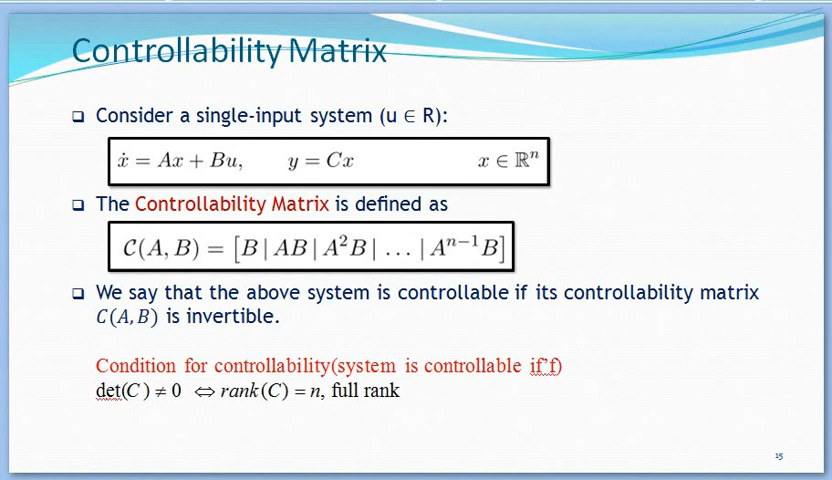 Controllability Matrix
❑ Consider a single-input system (u ∈ R):
ẋ = Ax + Bu, y = Cx x ∈ ℝⁿ
❑ The Controllability Matrix is defined as
𝒞(A, B) = [B | AB | A²B | … | Aⁿ⁻¹B]
❑ We say that the above system is controllable if its controllability matrix
C(A, B) is invertible.
Condition for controllability(system is controllable if'f)
det(C) ≠ 0 ⇔ rank(C) = n, full rank
15